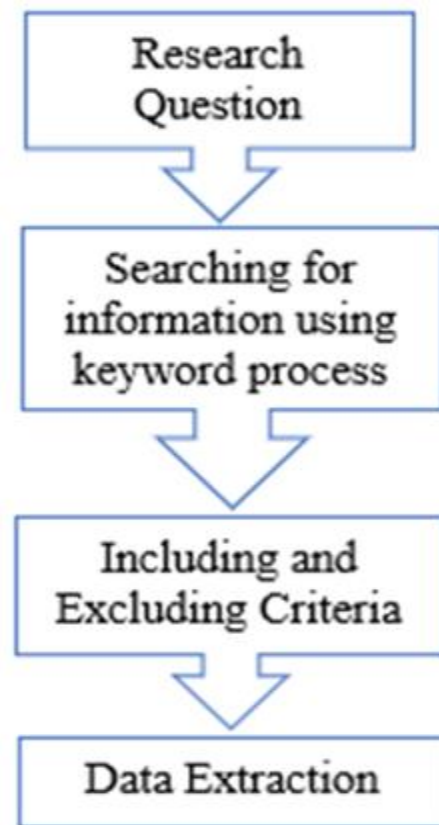 Research
Question
Searching for
information using
keyword process
Including and
Excluding Criteria
Data Extraction